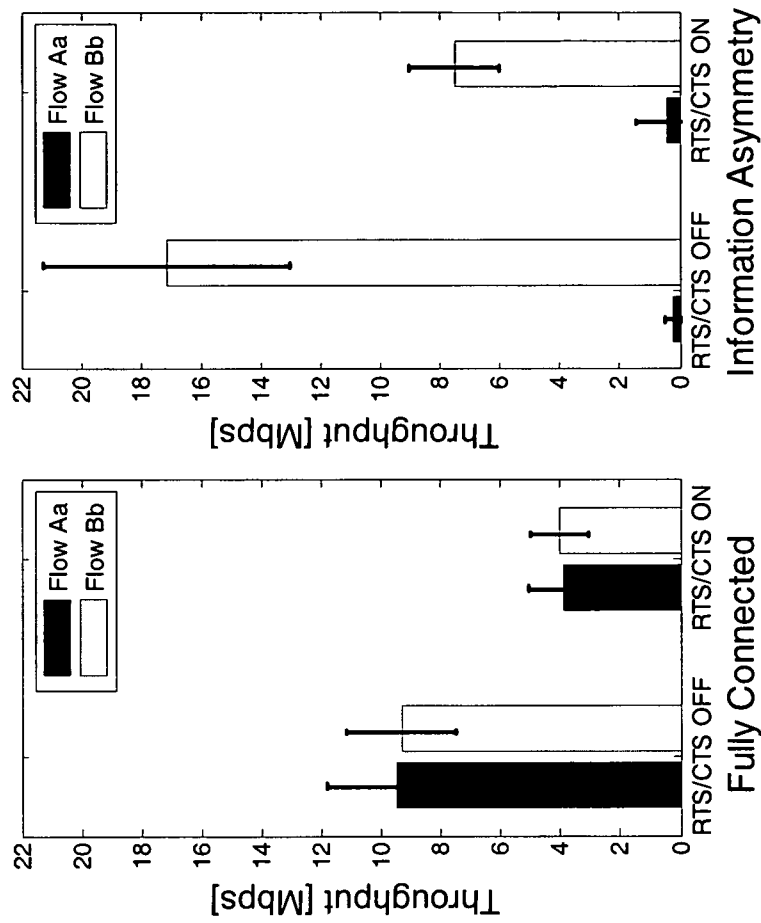 Throughput [Mbps]
22
20
18
16
14
12
10
8
6
4
2
0
Flow Aa
Flow Bb
RTS/CTS OFF
RTS/CTS ON
Fully Connected
Throughput [Mbps]
22
20
18
16
14
12
10
8
6
4
2
0
Flow Aa
Flow Bb
RTS/CTS OFF
RTS/CTS ON
Information Asymmetry